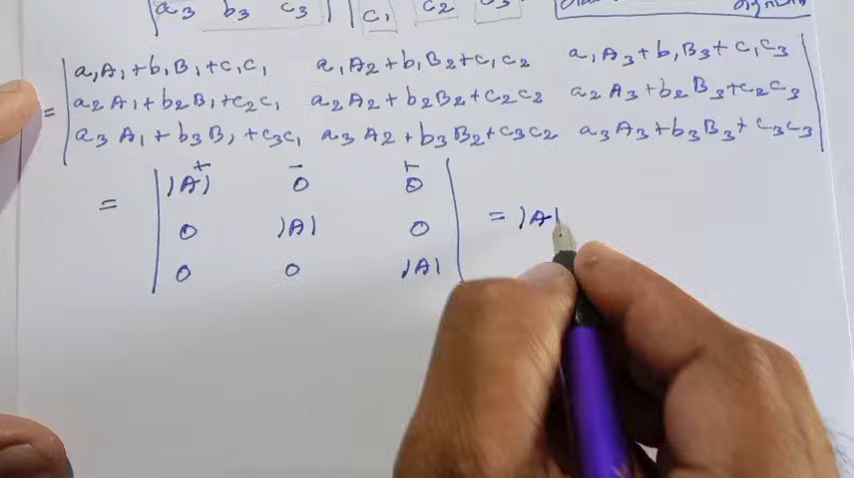 a3 b3 c3 | | c1 c2
= | a1A1+b1B1+c1C1 a1A2+b1B2+c1C2 a1A3+b1B3+c1C3 |
| a2A1+b2B1+c2C1 a2A2+b2B2+c2C2 a2A3+b2B3+c2C3 |
| a3A1+b3B1+c3C1 a3A2+b3B2+c3C2 a3A3+b3B3+c3C3 |
+ - +
| |A| 0 0 |
= | 0 |A| 0 | = |A|
| 0 0 |A| |